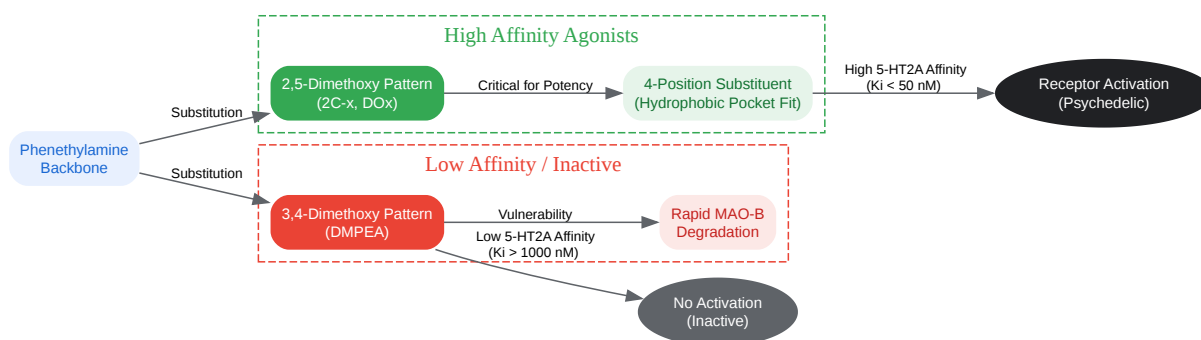 High Affinity Agonists
2,5-Dimethoxy Pattern
(2C-x, DOx)
Critical for Potency
4-Position Substituent
(Hydrophobic Pocket Fit)
High 5-HT2A Affinity
(Ki < 50 nM)
Receptor Activation
(Psychedelic)
Substitution
Phenethylamine
Backbone
Substitution
Low Affinity / Inactive
3,4-Dimethoxy Pattern
(DMPEA)
Vulnerability
Rapid MAO-B
Degradation
Low 5-HT2A Affinity
(Ki > 1000 nM)
No Activation
(Inactive)